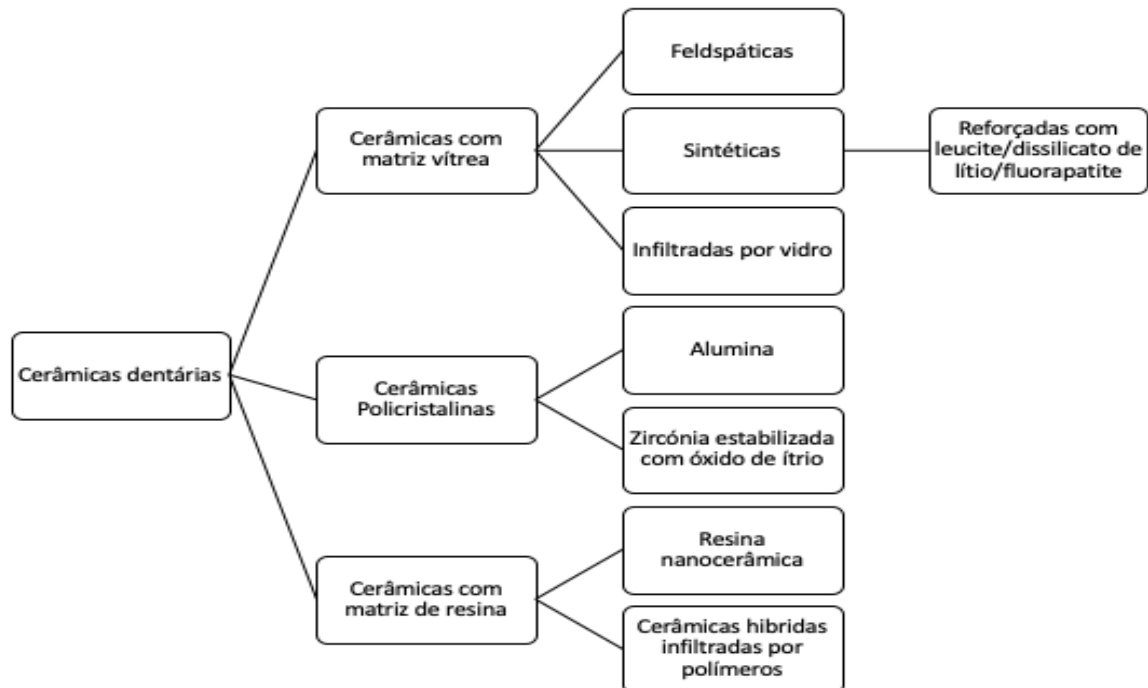 Cerâmicas dentárias
Cerâmicas com
matriz vítrea
Feldspáticas
Sintéticas
Reforçadas com
leucite/dissilicato de
lítio/fluorapatite
Infiltradas por vidro
Cerâmicas
Policristalinas
Alumina
Zircónia estabilizada
com óxido de ítrio
Cerâmicas com
matriz de resina
Resina
nanocerâmica
Cerâmicas hibridas
infiltradas por
polímeros